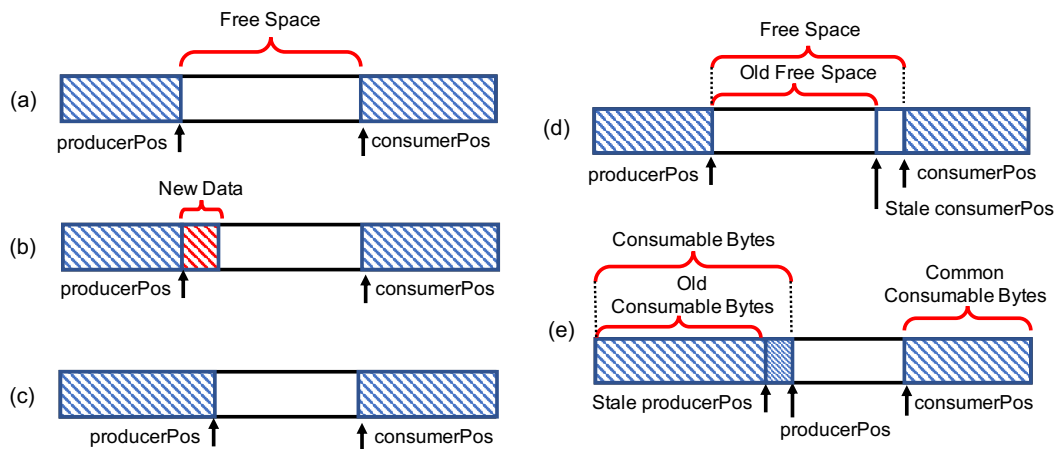 Free Space
(a)
producerPos
consumerPos
New Data
(b)
producerPos
consumerPos
(c)
producerPos
consumerPos
Free Space
Old Free Space
(d)
producerPos
consumerPos
Stale consumerPos
Consumable Bytes
Old
Consumable Bytes
Common
Consumable Bytes
(e)
Stale producerPos
consumerPos
producerPos